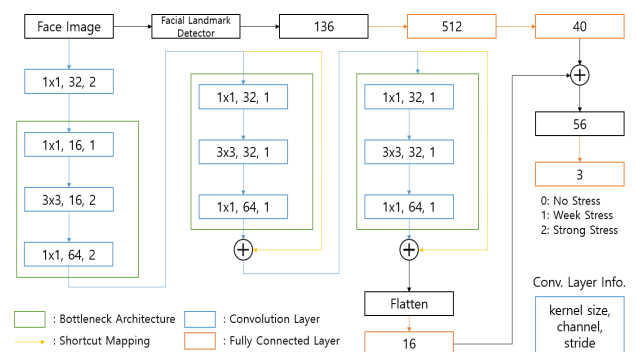 Face Image
Facial Landmark
Detector
136
512
40
1x1, 32, 2
1x1, 16, 1
3x3, 16, 2
1x1, 64, 2
1x1, 32, 1
3x3, 32, 1
1x1, 64, 1
1x1, 32, 1
3x3, 32, 1
1x1, 64, 1
56
3
0: No Stress
1: Week Stress
2: Strong Stress
Flatten
16
Conv. Layer Info.
kernel size,
channel,
stride
: Bottleneck Architecture
: Convolution Layer
: Shortcut Mapping
: Fully Connected Layer